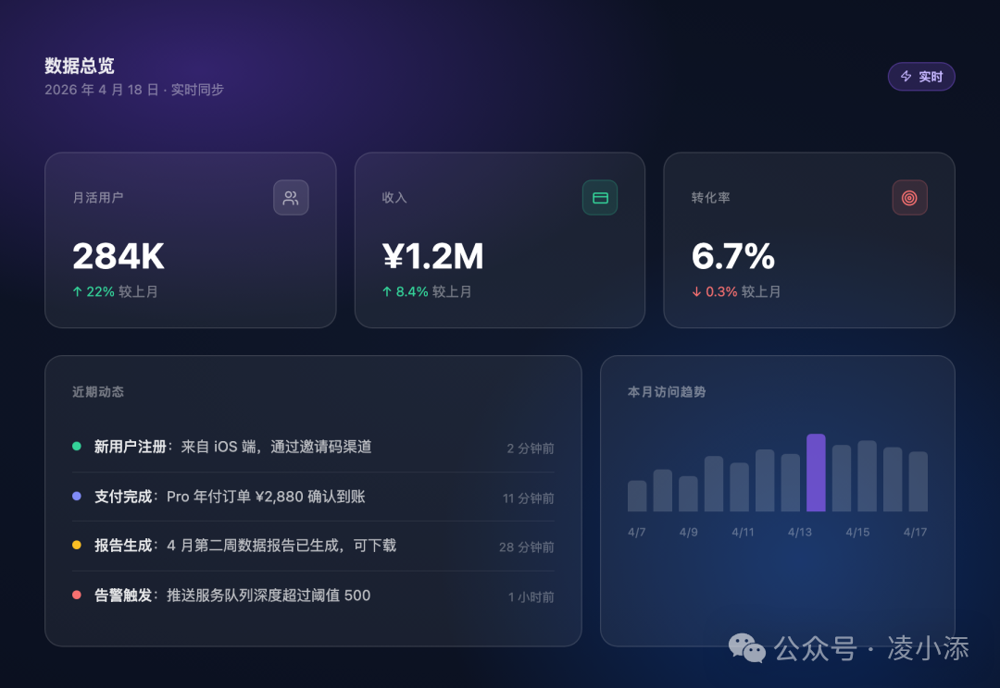 数据总览
2026 年 4 月 18 日 · 实时同步
实时
月活用户
284K
↑ 22% 较上月
收入
¥1.2M
↑ 8.4% 较上月
转化率
6.7%
↓ 0.3% 较上月
近期动态
新用户注册：来自 iOS 端，通过邀请码渠道
2 分钟前
支付完成：Pro 年付订单 ¥2,880 确认到账
11 分钟前
报告生成：4 月第二周数据报告已生成，可下载
28 分钟前
告警触发：推送服务队列深度超过阈值 500
1 小时前
本月访问趋势
4/7 4/9 4/11 4/13 4/15 4/17
公众号 · 凌小添